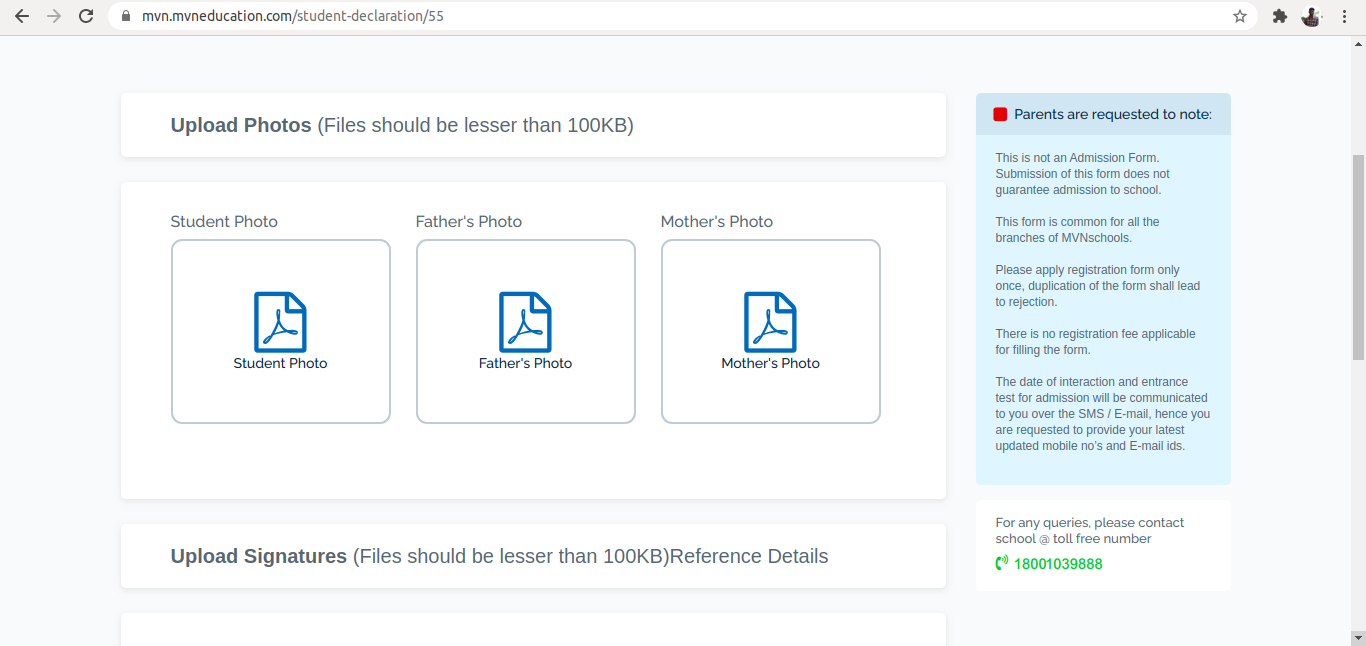 mvn.mvneducation.com/student-declaration/55
Upload Photos (Files should be lesser than 100KB)
Student Photo
Father's Photo
Mother's Photo
Student Photo
Father's Photo
Mother's Photo
Upload Signatures (Files should be lesser than 100KB)Reference Details
Parents are requested to note:
This is not an Admission Form.
Submission of this form does not
guarantee admission to school.
This form is common for all the
branches of MVNschools.
Please apply registration form only
once, duplication of the form shall lead
to rejection.
There is no registration fee applicable
for filling the form.
The date of interaction and entrance
test for admission will be communicated
to you over the SMS / E-mail, hence you
are requested to provide your latest
updated mobile no’s and E-mail ids.
For any queries, please contact
school @ toll free number
18001039888